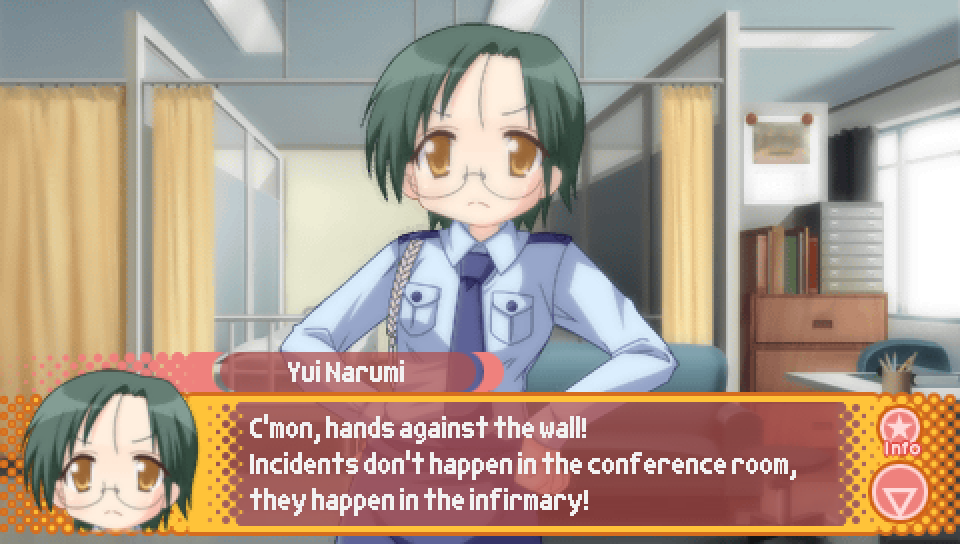 Yui Narumi
C'mon, hands against the wall!
Incidents don't happen in the conference room,
they happen in the infirmary!
Info